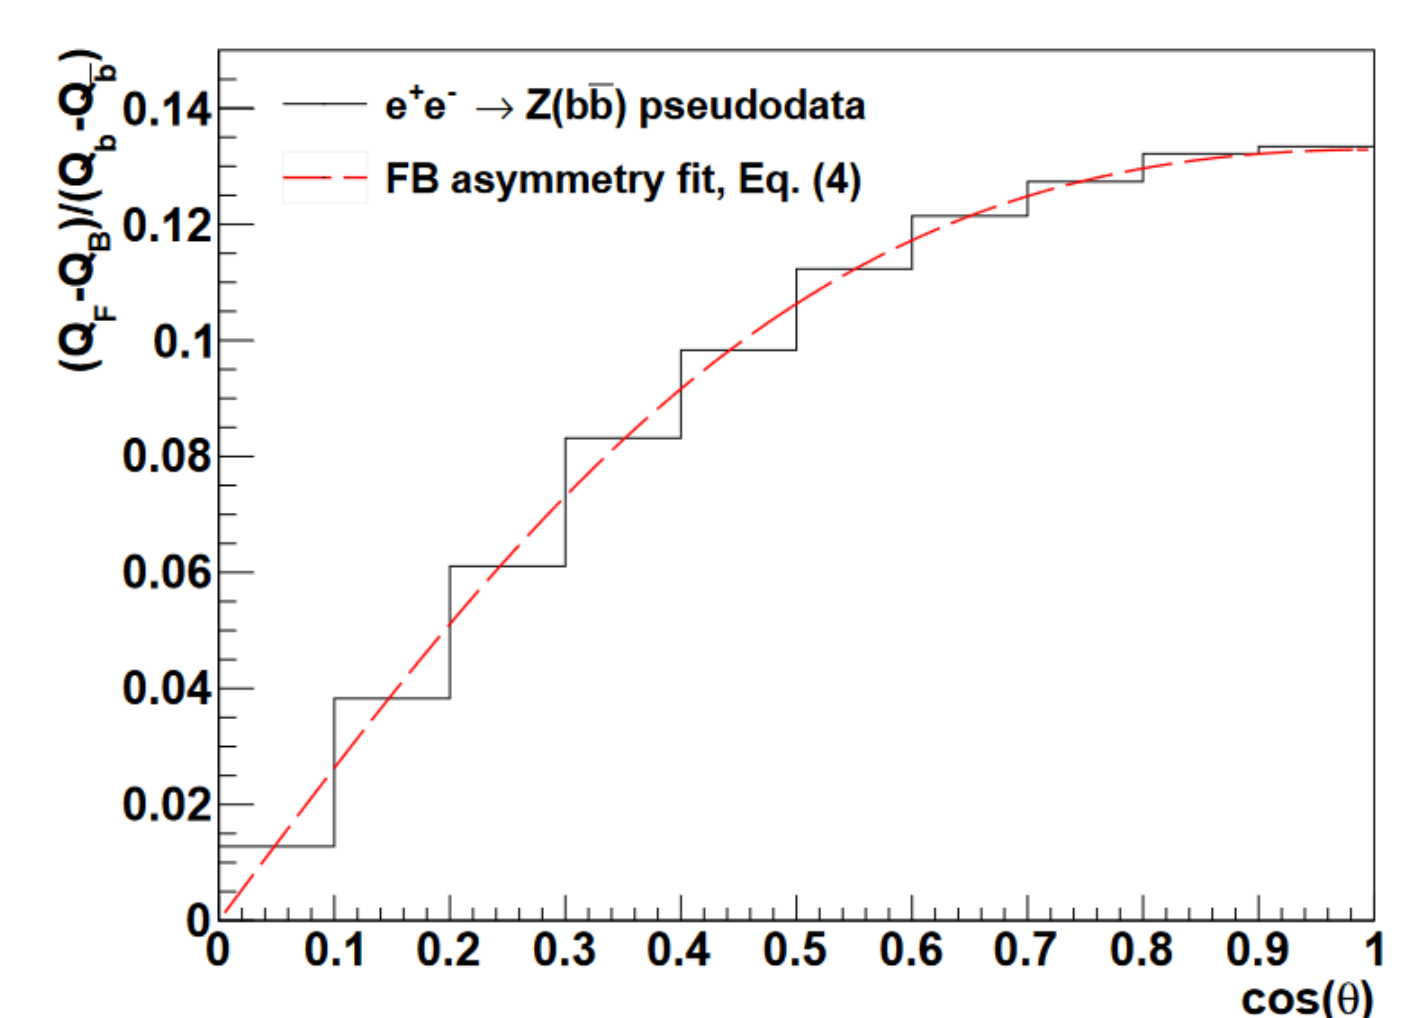 (Q_F-Q_B)/(Q_b-Q_b̅)
e⁺e⁻ → Z(bb̅) pseudodata
FB asymmetry fit, Eq. (4)
0.14
0.12
0.1
0.08
0.06
0.04
0.02
0
0 0.1 0.2 0.3 0.4 0.5 0.6 0.7 0.8 0.9 1
cos(θ)